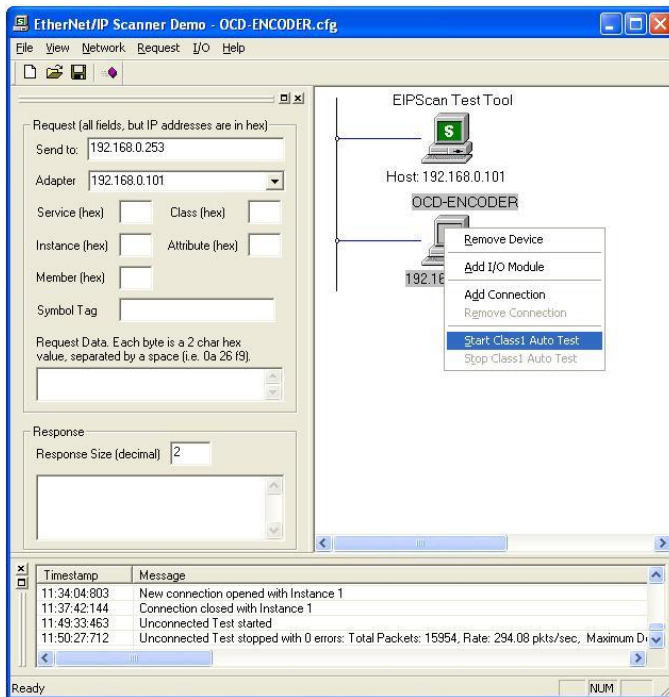 EtherNet/IP Scanner Demo - OCD-ENCODER.cfg
File View Network Request I/O Help
Request (all fields, but IP addresses are in hex)
Send to: 192.168.0.253
Adapter 192.168.0.101
Service (hex) Class (hex)
Instance (hex) Attribute (hex)
Member (hex)
Symbol Tag
Request Data. Each byte is a 2 char hex
value, separated by a space (i.e. 0a 26 f9).
Response
Response Size (decimal) 2
EIPScan Test Tool
S
Host: 192.168.0.101
OCD-ENCODER
Remove Device
Add I/O Module
Add Connection
Remove Connection
Start Class1 Auto Test
Stop Class1 Auto Test
Timestamp Message
11:34:04:803 New connection opened with Instance 1
11:37:42:144 Connection closed with Instance 1
11:49:33:463 Unconnected Test started
11:50:27:712 Unconnected Test stopped with 0 errors: Total Packets: 15954, Rate: 294.08 pkts/sec, Maximum
Ready NUM